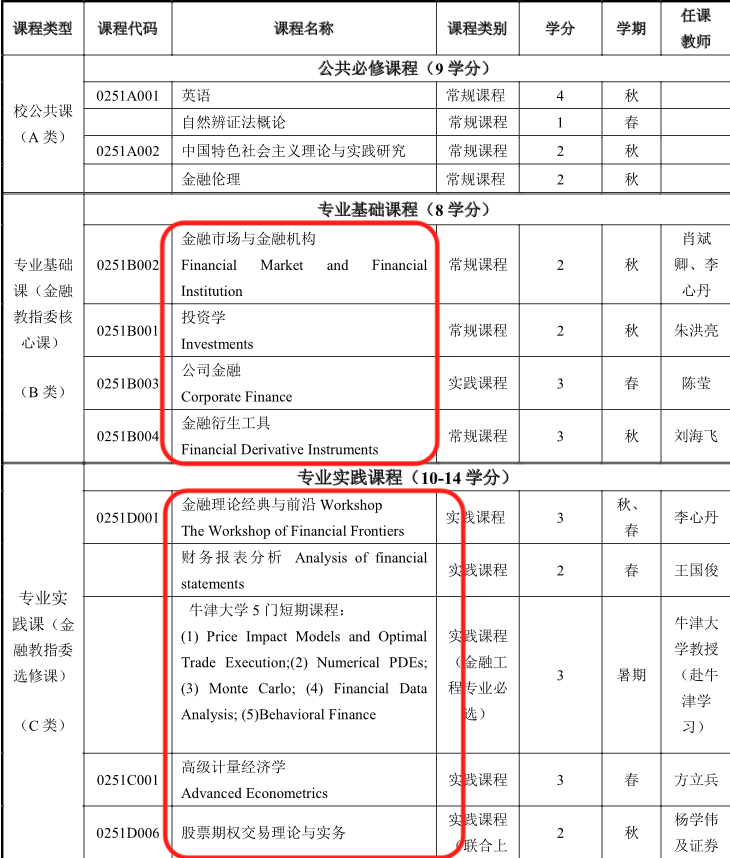 课程类型 课程代码 课程名称 课程类别 学分 学期 任课
教师
公共必修课程（9 学分）
校公共课
（A 类）
0251A001 英语 常规课程 4 秋
自然辨证法概论 常规课程 1 春
0251A002 中国特色社会主义理论与实践研究 常规课程 2 秋
金融伦理 常规课程 2 秋
专业基础课程（8 学分）
专业基础
课（金融
教指委核
心课）
（B 类）
0251B002
金融市场与金融机构
Financial Market and Financial
Institution
常规课程 2 秋
肖斌
卿、李
心丹
0251B001
投资学
Investments
常规课程 2 秋 朱洪亮
0251B003
公司金融
Corporate Finance
实践课程 3 春 陈莹
0251B004
金融衍生工具
Financial Derivative Instruments
常规课程 3 秋 刘海飞
专业实践课程（10-14 学分）
专业实
践课（金
融教指委
选修课）
（C 类）
0251D001
金融理论经典与前沿 Workshop
The Workshop of Financial Frontiers
实践课程 3
秋、
春
李心丹
财务报表分析 Analysis of financial
statements
实践课程 2 春 王国俊
牛津大学 5 门短期课程：
(1) Price Impact Models and Optimal
Trade Execution;(2) Numerical PDEs;
(3) Monte Carlo; (4) Financial Data
Analysis; (5)Behavioral Finance
实践课程
（金融工
程专业必
选）
3 暑期
牛津大
学教授
（赴牛
津学
习）
0251C001
高级计量经济学
Advanced Econometrics
实践课程 3 春 方立兵
0251D006 股票期权交易理论与实务
实践课程
（联合上
2 秋
杨学伟
及证券